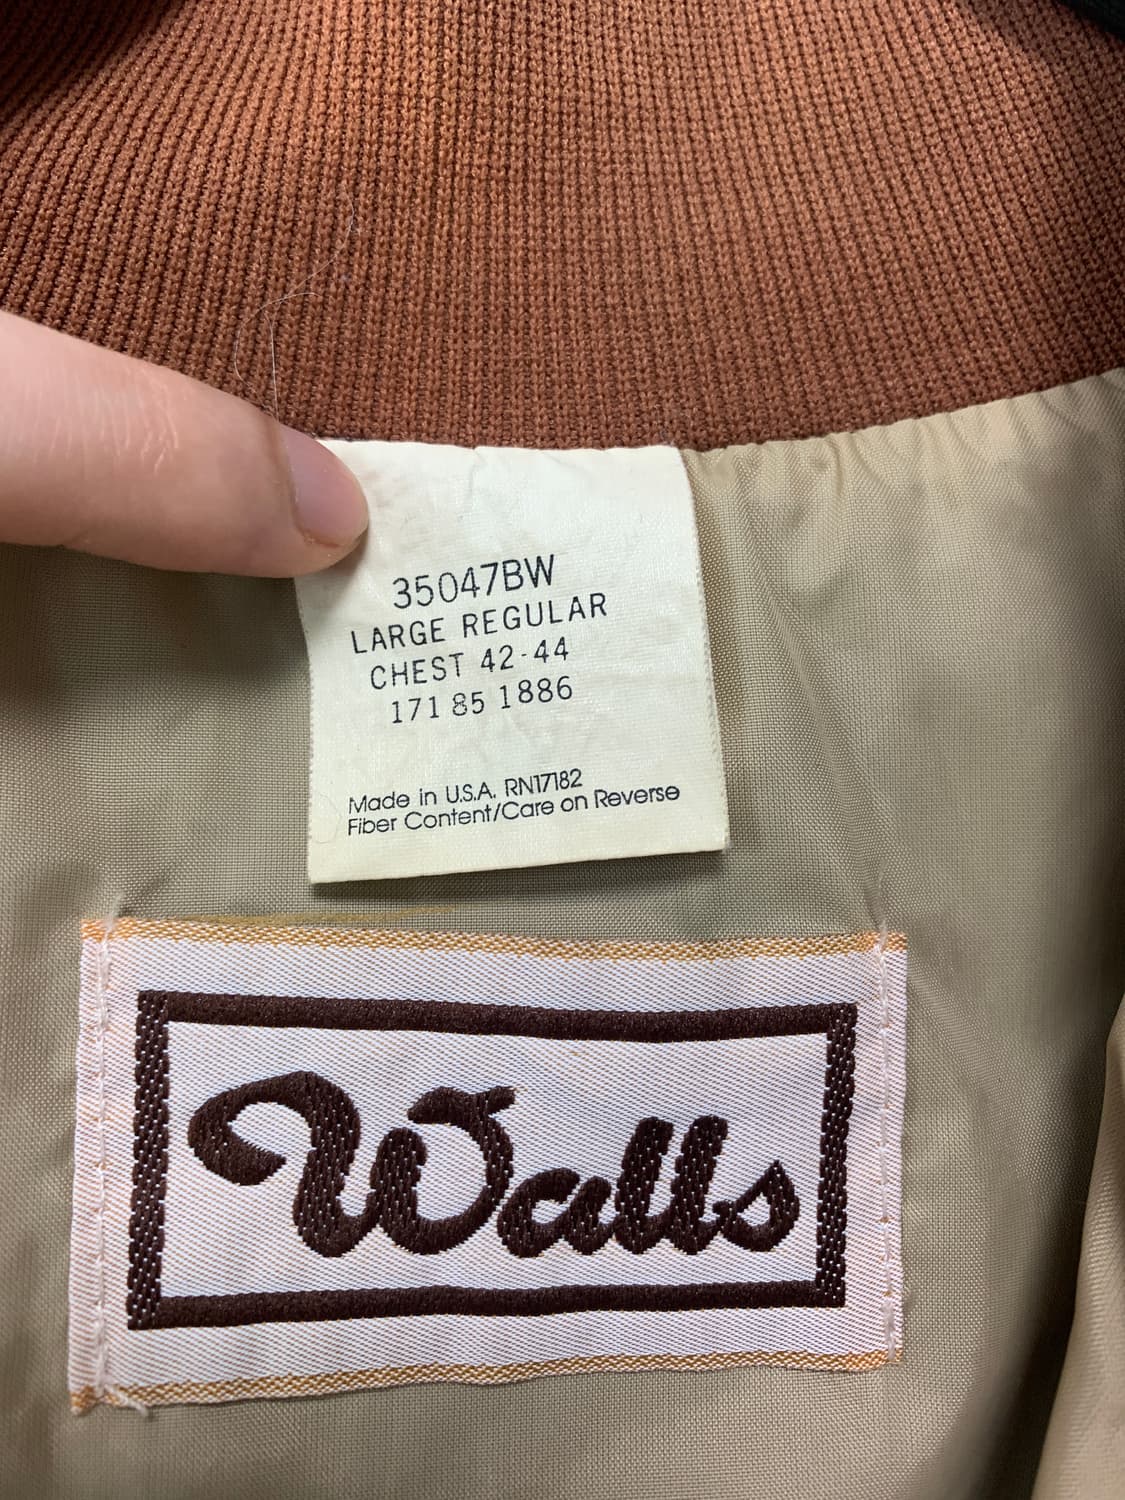 35047BW
LARGE REGULAR
CHEST 42-44
171 85 1886
Made in U.S.A. RN17182
Fiber Content/Care on Reverse
Walls